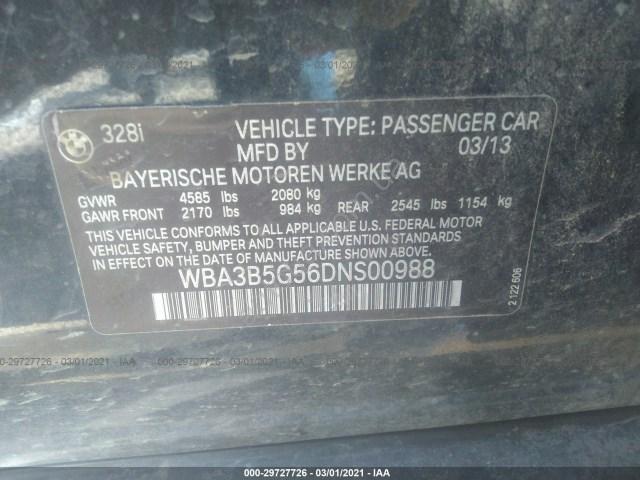 328i VEHICLE TYPE: PASSENGER CAR
MFD BY 03/13
BAYERISCHE MOTOREN WERKE AG
GVWR 4585 lbs 2080 kg
GAWR FRONT 2170 lbs 984 kg REAR 2545 lbs 1154 kg
THIS VEHICLE CONFORMS TO ALL APPLICABLE U.S. FEDERAL MOTOR
VEHICLE SAFETY, BUMPER AND THEFT STANDARDS IN EFFECT ON THE
DATE OF MANUFACTURE SHOWN ABOVE.
WBA3B5G56DNS00988
2.122.606
000-29727726 - 03/01/2021 - IAA